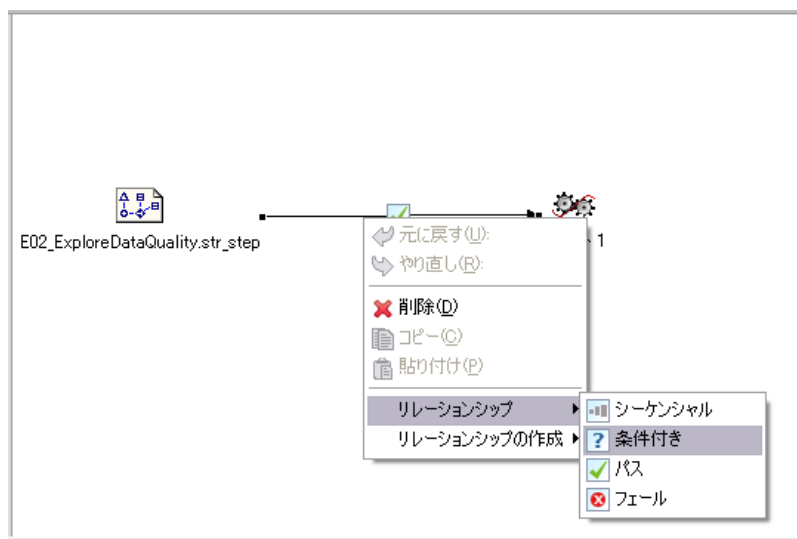 E02_ExploreDataQuality.str_step
1
元に戻す(U):
やり直し(R):
削除(D)
コピー(C)
貼り付け(P)
リレーションシップ
リレーションシップの作成
シーケンシャル
条件付き
パス
フェール